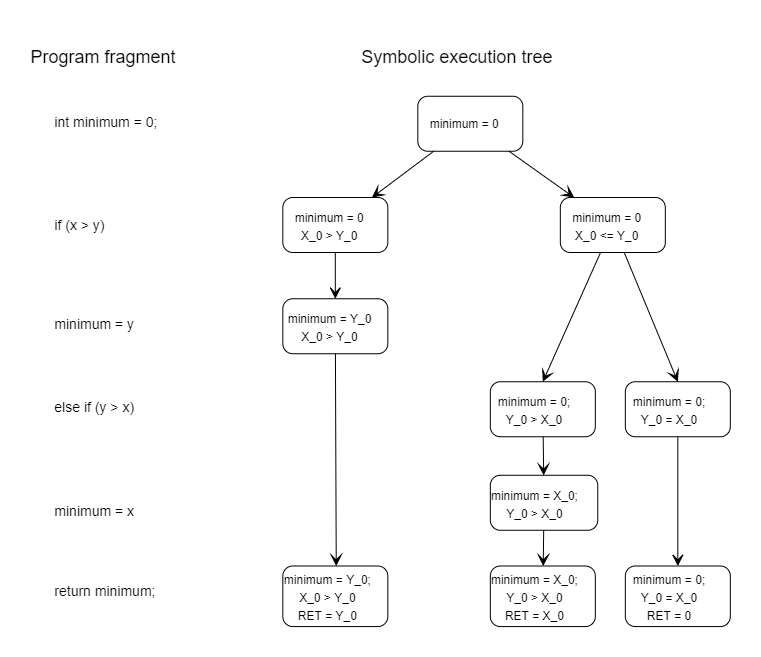 Program fragment
Symbolic execution tree
int minimum = 0;
minimum = 0
if (x > y)
minimum = 0
X_0 > Y_0
minimum = 0
X_0 <= Y_0
minimum = y
minimum = Y_0
X_0 > Y_0
else if (y > x)
minimum = 0;
Y_0 > X_0
minimum = 0;
Y_0 = X_0
minimum = x
minimum = X_0;
Y_0 > X_0
return minimum;
minimum = Y_0;
X_0 > Y_0
RET = Y_0
minimum = X_0;
Y_0 > X_0
RET = X_0
minimum = 0;
Y_0 = X_0
RET = 0